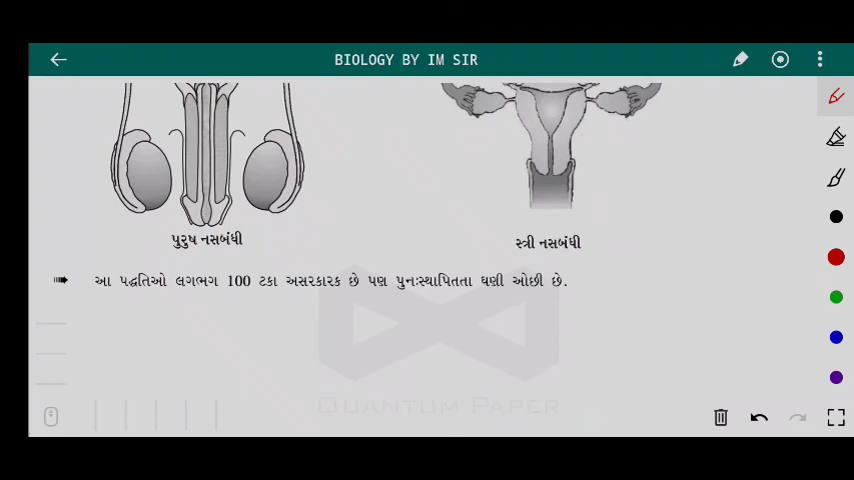 BIOLOGY BY IM SIR
પુરુષ નસબંધી
સ્ત્રી નસબંધી
આ પદ્ધતિઓ લગભગ 100 ટકા અસરકારક છે પણ પુનઃસ્થાપિતતા ઘણી ઓછી છે.
QUANTUM PAPER